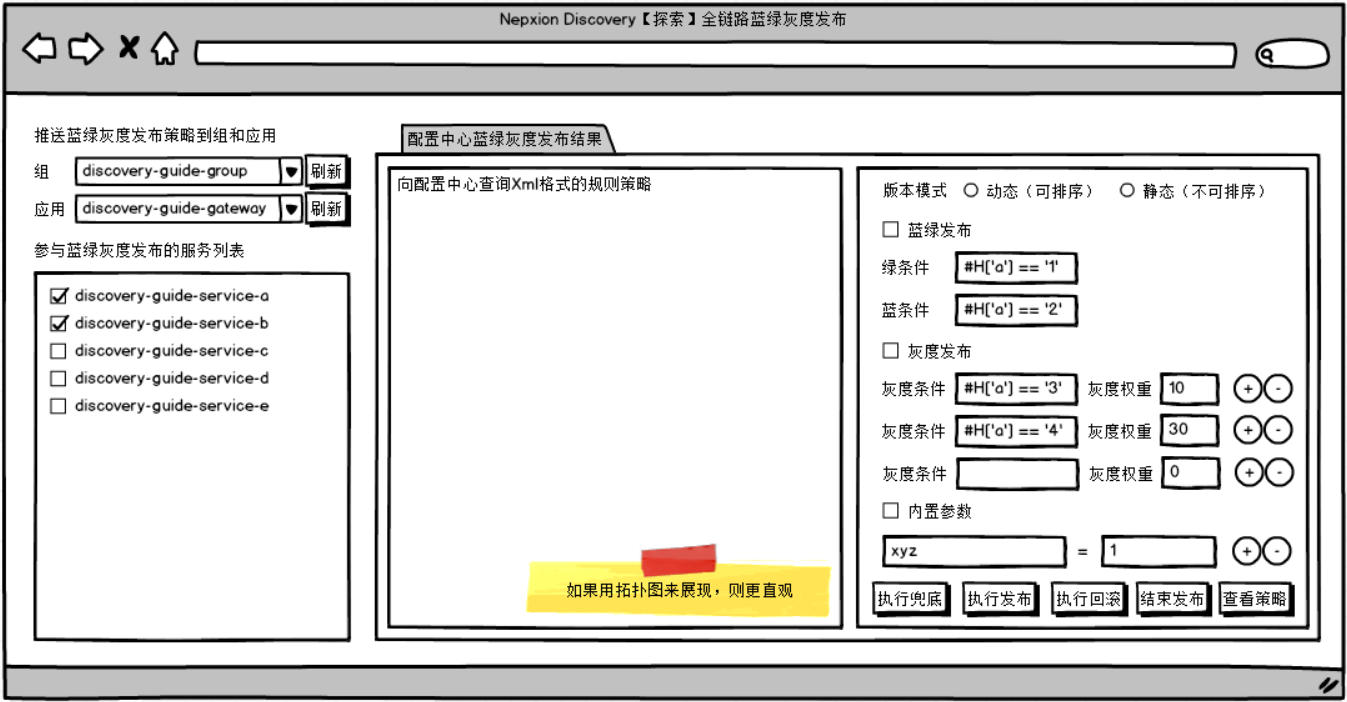 Nepxion Discovery【探索】全链路蓝绿灰度发布
推送蓝绿灰度发布策略到组和应用
组 discovery-guide-group 刷新
应用 discovery-guide-gateway 刷新
参与蓝绿灰度发布的服务列表
discovery-guide-service-a
discovery-guide-service-b
discovery-guide-service-c
discovery-guide-service-d
discovery-guide-service-e
配置中心蓝绿灰度发布结果
向配置中心查询Xml格式的规则策略
如果用拓扑图来展现，则更直观
版本模式 动态（可排序） 静态（不可排序）
蓝绿发布
绿条件 #H['a'] == '1'
蓝条件 #H['a'] == '2'
灰度发布
灰度条件 #H['a'] == '3' 灰度权重 10 + -
灰度条件 #H['a'] == '4' 灰度权重 30 + -
灰度条件 灰度权重 0 + -
内置参数
xyz = 1 + -
执行兜底 执行发布 执行回滚 结束发布 查看策略